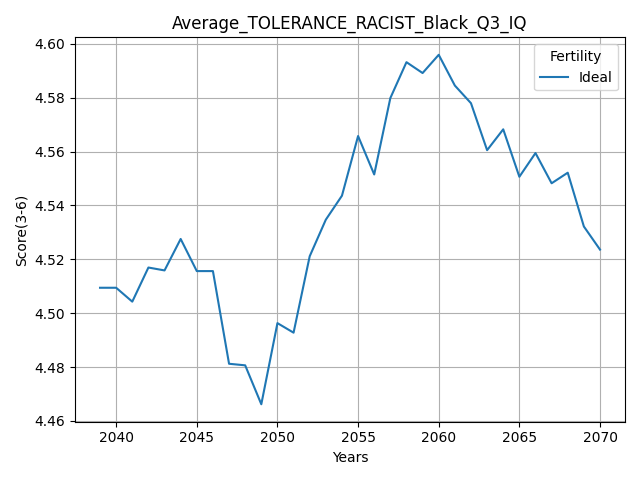 Average_TOLERANCE_RACIST_Black_Q3_IQ
4.60
4.58
4.56
4.54
4.52
4.50
4.48
4.46
Score(3-6)
Fertility
Ideal
2040 2045 2050 2055 2060 2065 2070
Years